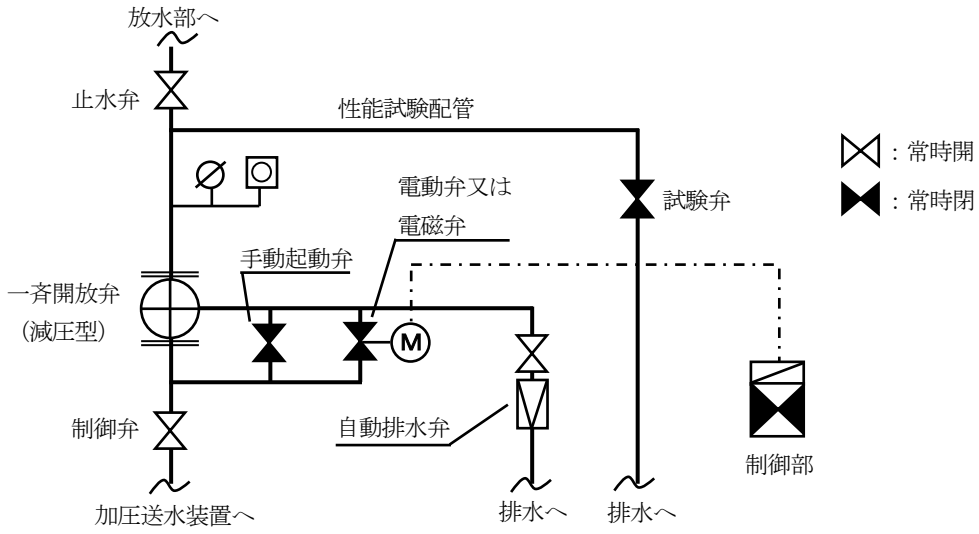 放水部へ
止水弁
性能試験配管
：常時開
：常時閉
電動弁又は
電磁弁
試験弁
手動起動弁
一斉開放弁
（減圧型）
M
制御弁
自動排水弁
制御部
加圧送水装置へ
排水へ
排水へ